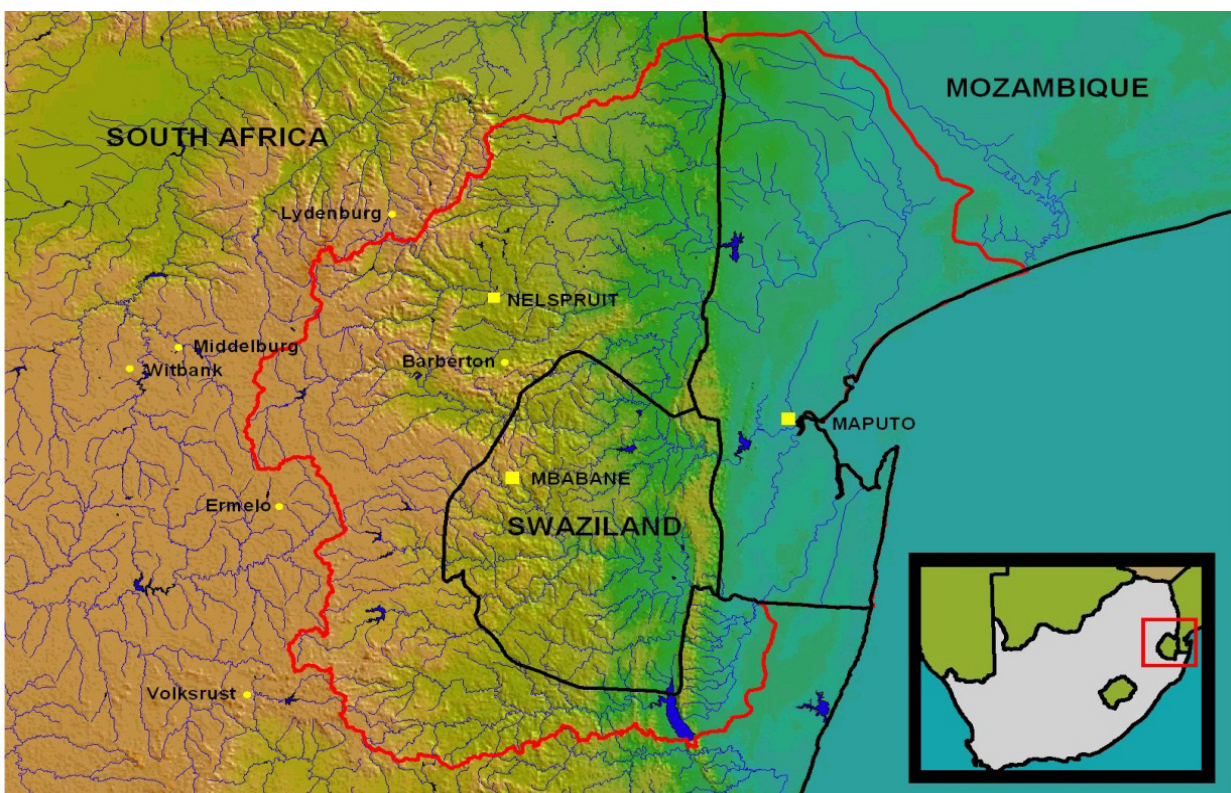 MOZAMBIQUE
SOUTH AFRICA
Lydenburg
NELSPRUIT
Middelburg
Barberton
Witbank
MAPUTO
MBABANE
Ermelo
SWAZILAND
Volksrust